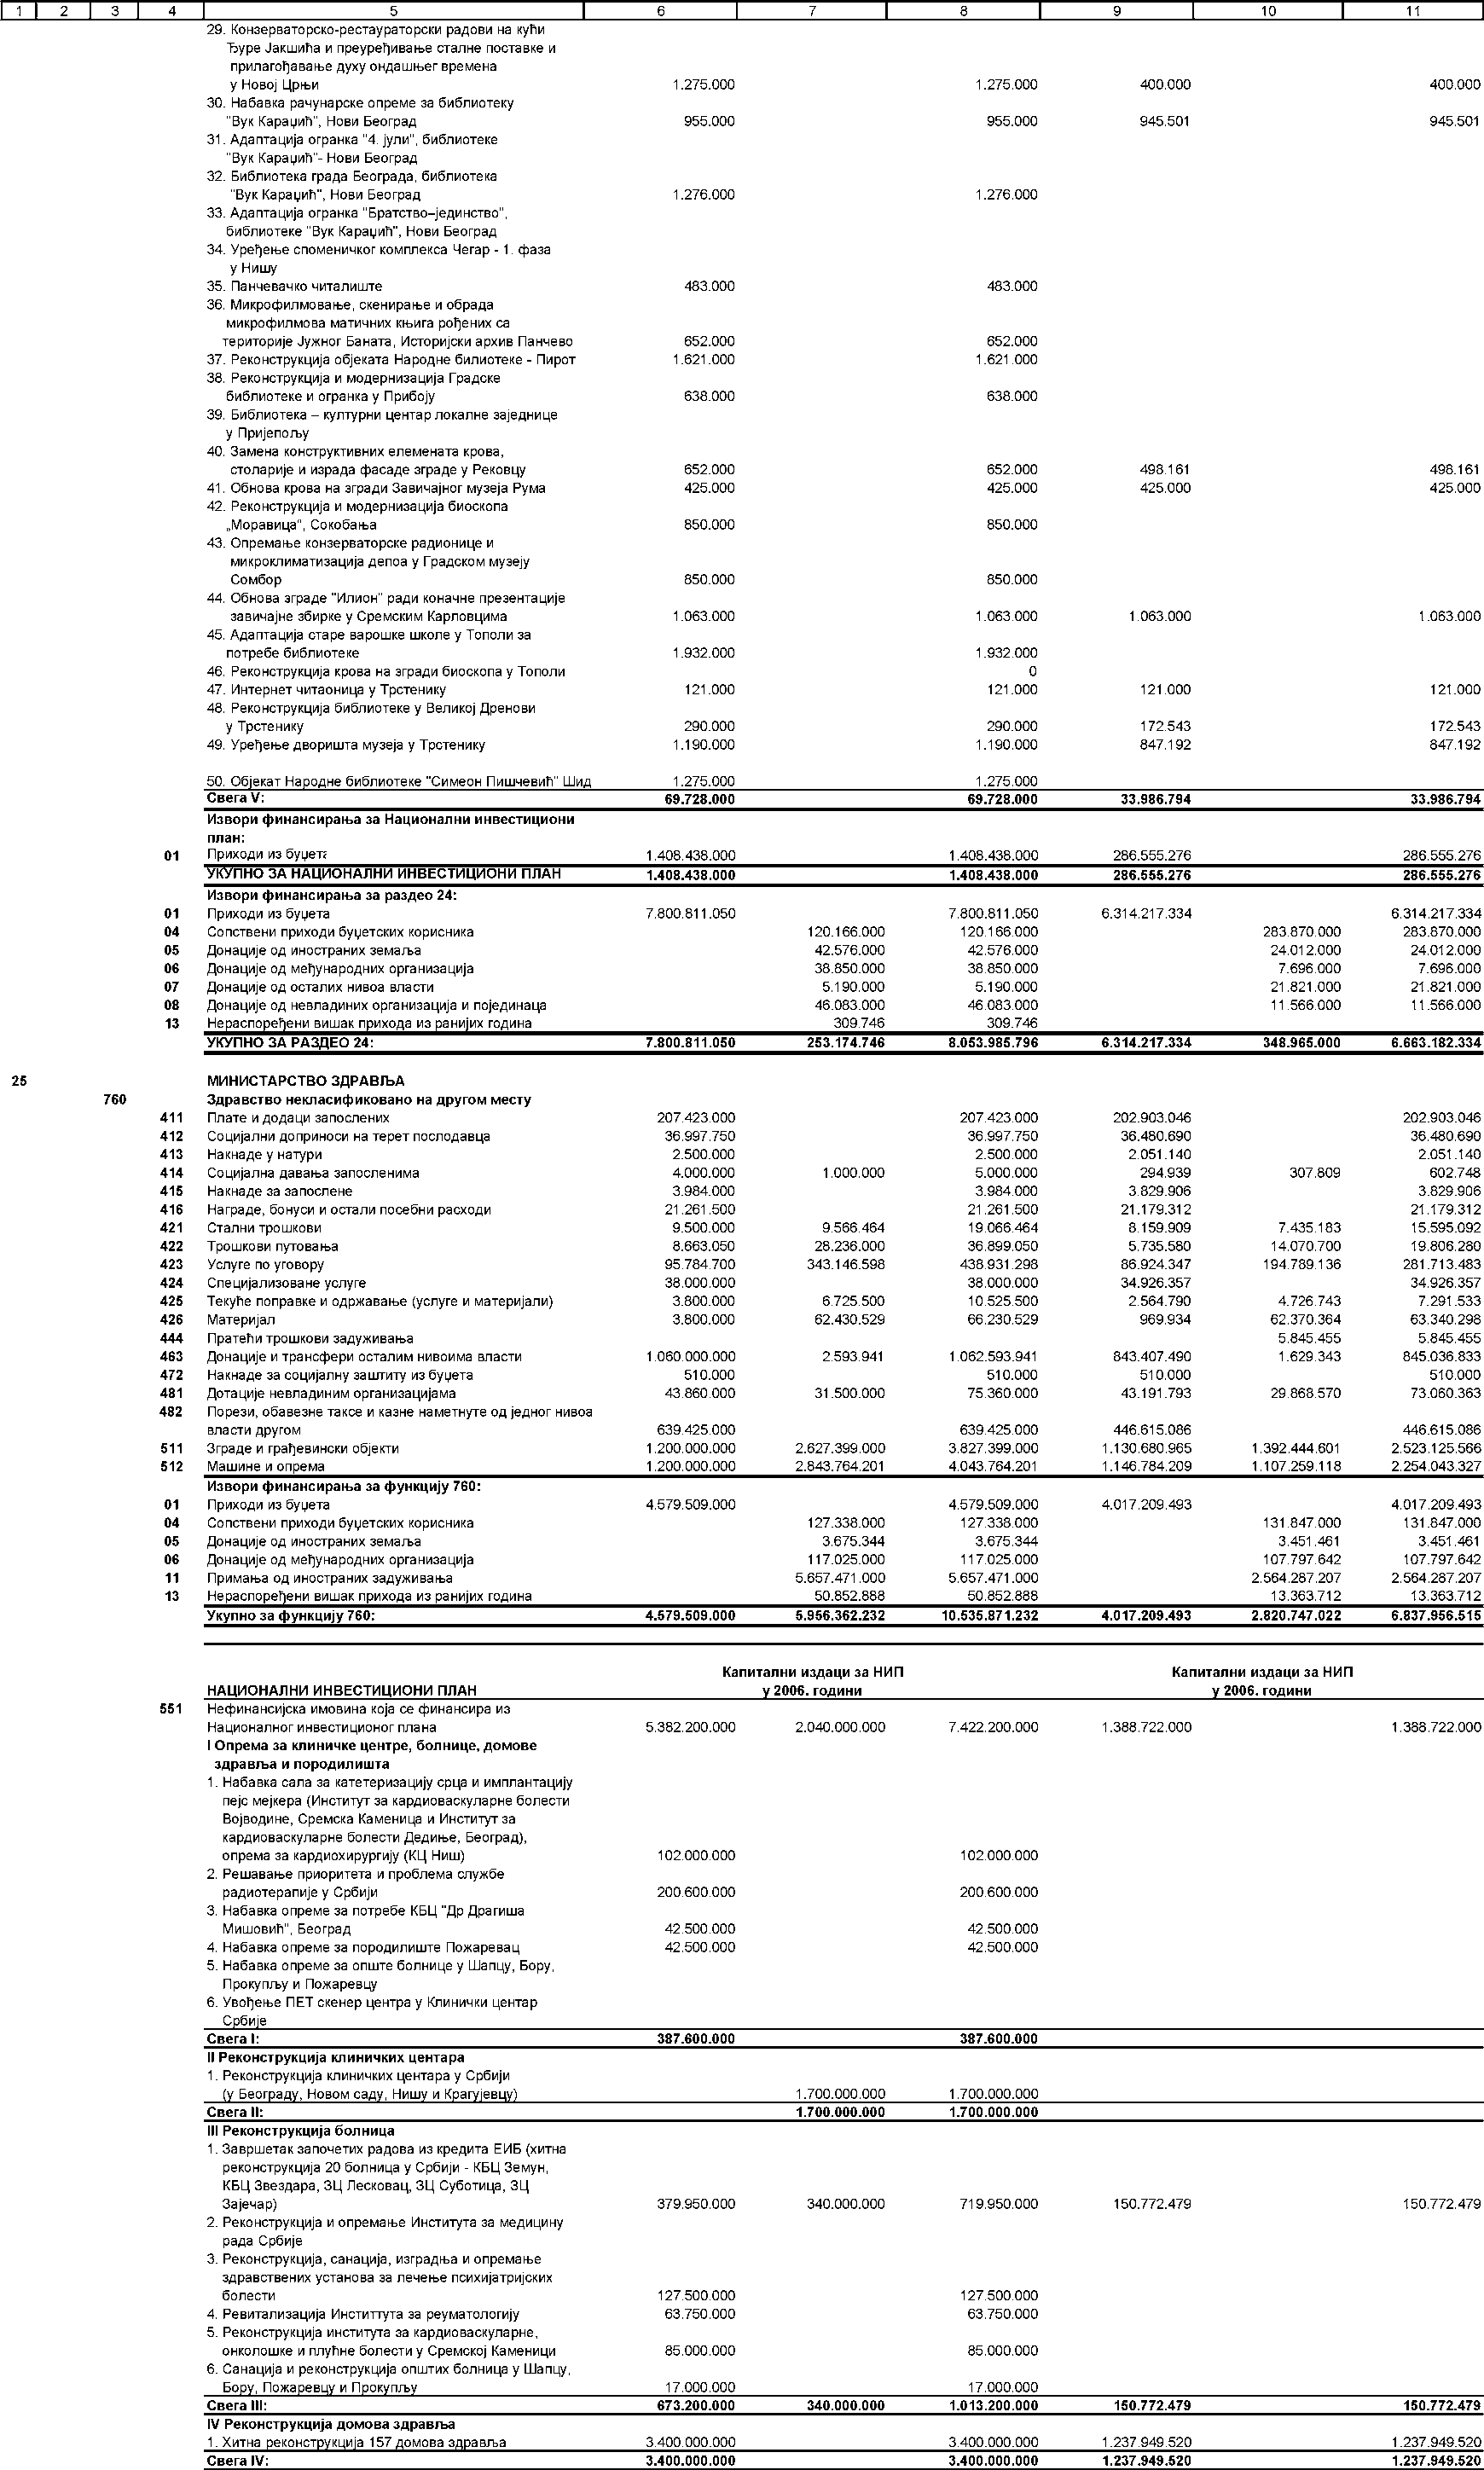 1 2 3 4 5 6 7 8 9 10 11
29. Конзерваторско-рестаураторски радови на кући
Ђуре Јакшића и преуређивање сталне поставке и
прилагођавање духу ондашњег времена
у Новој Црњи 1.275.000 1.275.000 400.000 400.000
30. Набавка рачунарске опреме за библиотеку
"Вук Караџић", Нови Београд 955.000 955.000 945.501 945.501
31. Адаптација огранка "4. јули", библиотеке
"Вук Караџић"- Нови Београд
32. Библиотека града Београда, библиотека
"Вук Караџић", Нови Београд 1.276.000 1.276.000
33. Адаптација огранка "Братство–јединство",
библиотеке "Вук Караџић", Нови Београд
34. Уређење споменичког комплекса Чегар - 1. фаза
у Нишу
35. Панчевачко читалиште 483.000 483.000
36. Микрофилмовање, скенирање и обрада
микрофилмова матичних књига рођених са
територије Јужног Баната, Историјски архив Панчево 652.000 652.000
37. Реконструкција објеката Народне билиотеке - Пирот 1.621.000 1.621.000
38. Реконструкција и модернизација Градске
библиотеке и огранка у Прибоју 638.000 638.000
39. Библиотека – културни центар локалне заједнице
у Пријепољу
40. Замена конструктивних елемената крова,
столарије и израда фасаде зграде у Рековцу 652.000 652.000 498.161 498.161
41. Обнова крова на згради Завичајног музеја Рума 425.000 425.000 425.000 425.000
42. Реконструкција и модернизација биоскопа
„Моравица“, Сокобања 850.000 850.000
43. Опремање конзерваторске радионице и
микроклиматизација депоа у Градском музеју
Сомбор 850.000 850.000
44. Обнова зграде "Илион" ради коначне презентације
завичајне збирке у Сремским Карловцима 1.063.000 1.063.000 1.063.000 1.063.000
45. Адаптација старе варошке школе у Тополи за
потребе библиотеке 1.932.000 1.932.000
46. Реконструкција крова на згради биоскопа у Тополи 0
47. Интернет читаоница у Трстенику 121.000 121.000 121.000 121.000
48. Реконструкција библиотеке у Великој Дренови
у Трстенику 290.000 290.000 172.543 172.543
49. Уређење дворишта музеја у Трстенику 1.190.000 1.190.000 847.192 847.192
50. Објекат Народне библиотеке "Симеон Пишчевић" Шид 1.275.000 1.275.000
Свега V: 69.728.000 69.728.000 33.986.794 33.986.794
Извори финансирања за Национални инвестициони
план:
01 Приходи из буџета 1.408.438.000 1.408.438.000 286.555.276 286.555.276
УКУПНО ЗА НАЦИОНАЛНИ ИНВЕСТИЦИОНИ ПЛАН 1.408.438.000 1.408.438.000 286.555.276 286.555.276
Извори финансирања за раздео 24:
01 Приходи из буџета 7.800.811.050 7.800.811.050 6.314.217.334 6.314.217.334
04 Сопствени приходи буџетских корисника 120.166.000 120.166.000 283.870.000 283.870.000
05 Донације од иностраних земаља 42.576.000 42.576.000 24.012.000 24.012.000
06 Донације од међународних организација 38.850.000 38.850.000 7.696.000 7.696.000
07 Донације од осталих нивоа власти 5.190.000 5.190.000 21.821.000 21.821.000
08 Донације од невладиних организација и појединаца 46.083.000 46.083.000 11.566.000 11.566.000
13 Нераспоређени вишак прихода из ранијих година 309.746 309.746
УКУПНО ЗА РАЗДЕО 24: 7.800.811.050 253.174.746 8.053.985.796 6.314.217.334 348.965.000 6.663.182.334
25 МИНИСТАРСТВО ЗДРАВЉА
760 Здравство некласификовано на другом месту
411 Плате и додаци запослених 207.423.000 207.423.000 202.903.046 202.903.046
412 Социјални доприноси на терет послодавца 36.997.750 36.997.750 36.480.690 36.480.690
413 Накнаде у натури 2.500.000 2.500.000 2.051.140 2.051.140
414 Социјална давања запосленима 4.000.000 1.000.000 5.000.000 294.939 307.809 602.748
415 Накнаде за запослене 3.984.000 3.984.000 3.829.906 3.829.906
416 Награде, бонуси и остали посебни расходи 21.261.500 21.261.500 21.179.312 21.179.312
421 Стални трошкови 9.500.000 9.566.464 19.066.464 8.159.909 7.435.183 15.595.092
422 Трошкови путовања 8.663.050 28.236.000 36.899.050 5.735.580 14.070.700 19.806.280
423 Услуге по уговору 95.784.700 343.146.598 438.931.298 86.924.347 194.789.136 281.713.483
424 Специјализоване услуге 38.000.000 38.000.000 34.926.357 34.926.357
425 Текуће поправке и одржавање (услуге и материјали) 3.800.000 6.725.500 10.525.500 2.564.790 4.726.743 7.291.533
426 Материјал 3.800.000 62.430.529 66.230.529 969.934 62.370.364 63.340.298
444 Пратећи трошкови задуживања 5.845.455 5.845.455
463 Донације и трансфери осталим нивоима власти 1.060.000.000 2.593.941 1.062.593.941 843.407.490 1.629.343 845.036.833
472 Накнаде за социјалну заштиту из буџета 510.000 510.000 510.000 510.000
481 Дотације невладиним организацијама 43.860.000 31.500.000 75.360.000 43.191.793 29.868.570 73.060.363
482 Порези, обавезне таксе и казне наметнуте од једног нивоа
власти другом 639.425.000 639.425.000 446.615.086 446.615.086
511 Зграде и грађевински објекти 1.200.000.000 2.627.399.000 3.827.399.000 1.130.680.965 1.392.444.601 2.523.125.566
512 Машине и опрема 1.200.000.000 2.843.764.201 4.043.764.201 1.146.784.209 1.107.259.118 2.254.043.327
Извори финансирања за функцију 760:
01 Приходи из буџета 4.579.509.000 4.579.509.000 4.017.209.493 4.017.209.493
04 Сопствени приходи буџетских корисника 127.338.000 127.338.000 131.847.000 131.847.000
05 Донације од иностраних земаља 3.675.344 3.675.344 3.451.461 3.451.461
06 Донације од међународних организација 117.025.000 117.025.000 107.797.642 107.797.642
11 Примања од иностраних задуживања 5.657.471.000 5.657.471.000 2.564.287.207 2.564.287.207
13 Нераспоређени вишак прихода из ранијих година 50.852.888 50.852.888 13.363.712 13.363.712
Укупно за функцију 760: 4.579.509.000 5.956.362.232 10.535.871.232 4.017.209.493 2.820.747.022 6.837.956.515
Капитални издаци за НИП Капитални издаци за НИП
НАЦИОНАЛНИ ИНВЕСТИЦИОНИ ПЛАН у 2006. години у 2006. години
551 Нефинансијска имовина која се финансира из
Националног инвестиционог плана 5.382.200.000 2.040.000.000 7.422.200.000 1.388.722.000 1.388.722.000
I Опрема за клиничке центре, болнице, домове
здравља и породилишта
1. Набавка сала за катетеризацију срца и имплантацију
пејс мејкера (Институт за кардиоваскуларне болести
Војводине, Сремска Каменица и Институт за
кардиоваскуларне болести Дедиње, Београд),
опрема за кардиохирургију (КЦ Ниш) 102.000.000 102.000.000
2. Решавање приоритета и проблема службе
радиотерапије у Србији 200.600.000 200.600.000
3. Набавка опреме за потребе КБЦ "Др Драгиша
Мишовић", Београд 42.500.000 42.500.000
4. Набавка опреме за породилиште Пожаревац 42.500.000 42.500.000
5. Набавка опреме за опште болнице у Шапцу, Бору,
Прокупљу и Пожаревцу
6. Увођење ПЕТ скенер центра у Клинички центар
Србије
Свега I: 387.600.000 387.600.000
II Реконструкција клиничких центара
1. Реконструкција клиничких центара у Србији
(у Београду, Новом саду, Нишу и Крагујевцу) 1.700.000.000 1.700.000.000
Свега II: 1.700.000.000 1.700.000.000
III Реконструкција болница
1. Завршетак започетих радова из кредита ЕИБ (хитна
реконструкција 20 болница у Србији - КБЦ Земун,
КБЦ Звездара, ЗЦ Лесковац, ЗЦ Суботица, ЗЦ
Зајечар) 379.950.000 340.000.000 719.950.000 150.772.479 150.772.479
2. Реконструкција и опремање Института за медицину
рада Србије
3. Реконструкција, санација, изградња и опремање
здравствених установа за лечење психијатријских
болести 127.500.000 127.500.000
4. Ревитализација Институтта за реуматологију 63.750.000 63.750.000
5. Реконструкција института за кардиоваскуларне,
онколошке и плућне болести у Сремској Каменици 85.000.000 85.000.000
6. Санација и реконструкција општих болница у Шапцу,
Бору, Пожаревцу и Прокупљу 17.000.000 17.000.000
Свега III: 673.200.000 340.000.000 1.013.200.000 150.772.479 150.772.479
IV Реконструкција домова здравља
1. Хитна реконструкција 157 домова здравља 3.400.000.000 3.400.000.000 1.237.949.520 1.237.949.520
Свега IV: 3.400.000.000 3.400.000.000 1.237.949.520 1.237.949.520